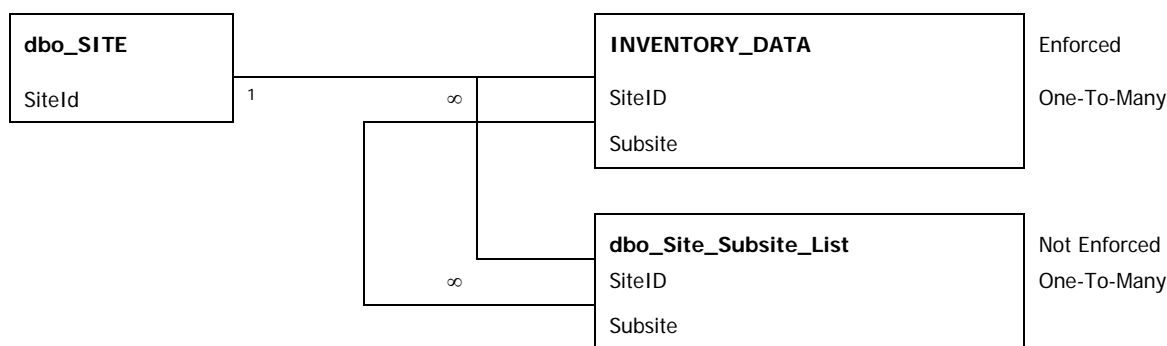 dbo_SITE
SiteId
1
∞
INVENTORY_DATA
SiteID
Subsite
Enforced
One-To-Many
∞
dbo_Site_Subsite_List
SiteID
Subsite
Not Enforced
One-To-Many